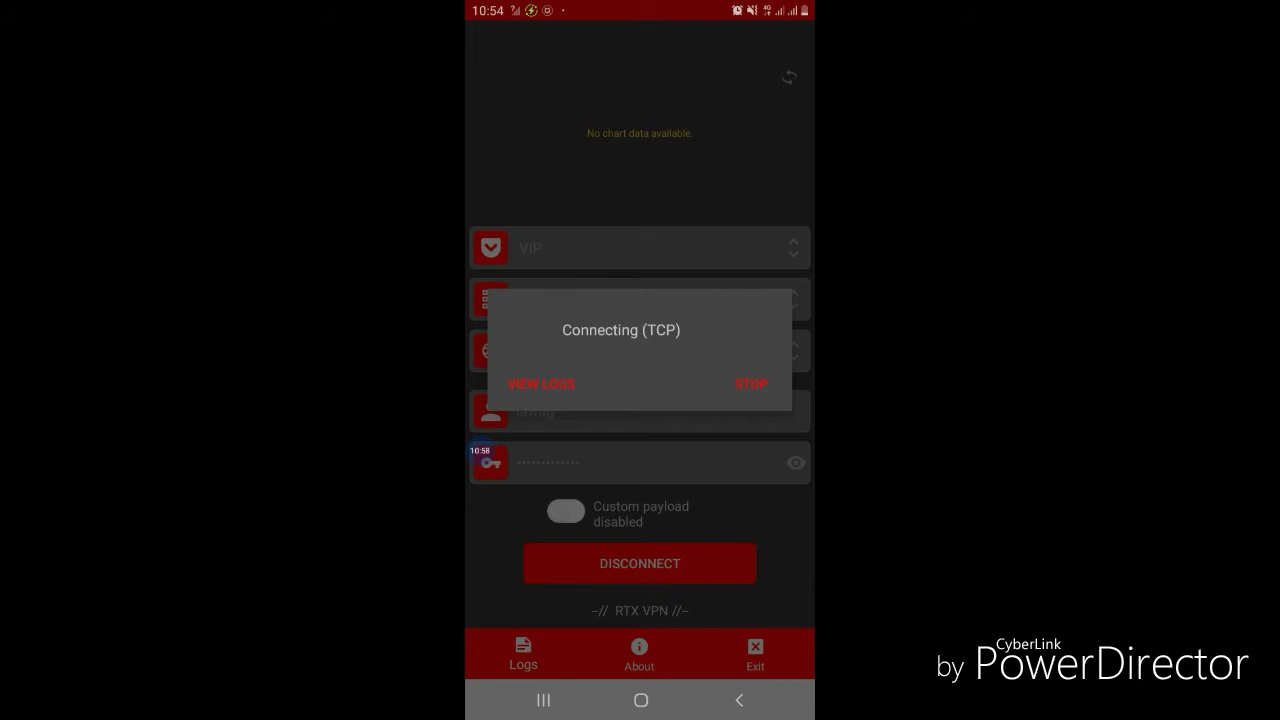 10:54
4G
No chart data available.
VIP
Connecting (TCP)
VIEW LOGS
STOP
10:58
•••••••••••••
Custom payload
disabled
DISCONNECT
--// RTX VPN //--
Logs
About
Exit
CyberLink
by PowerDirector